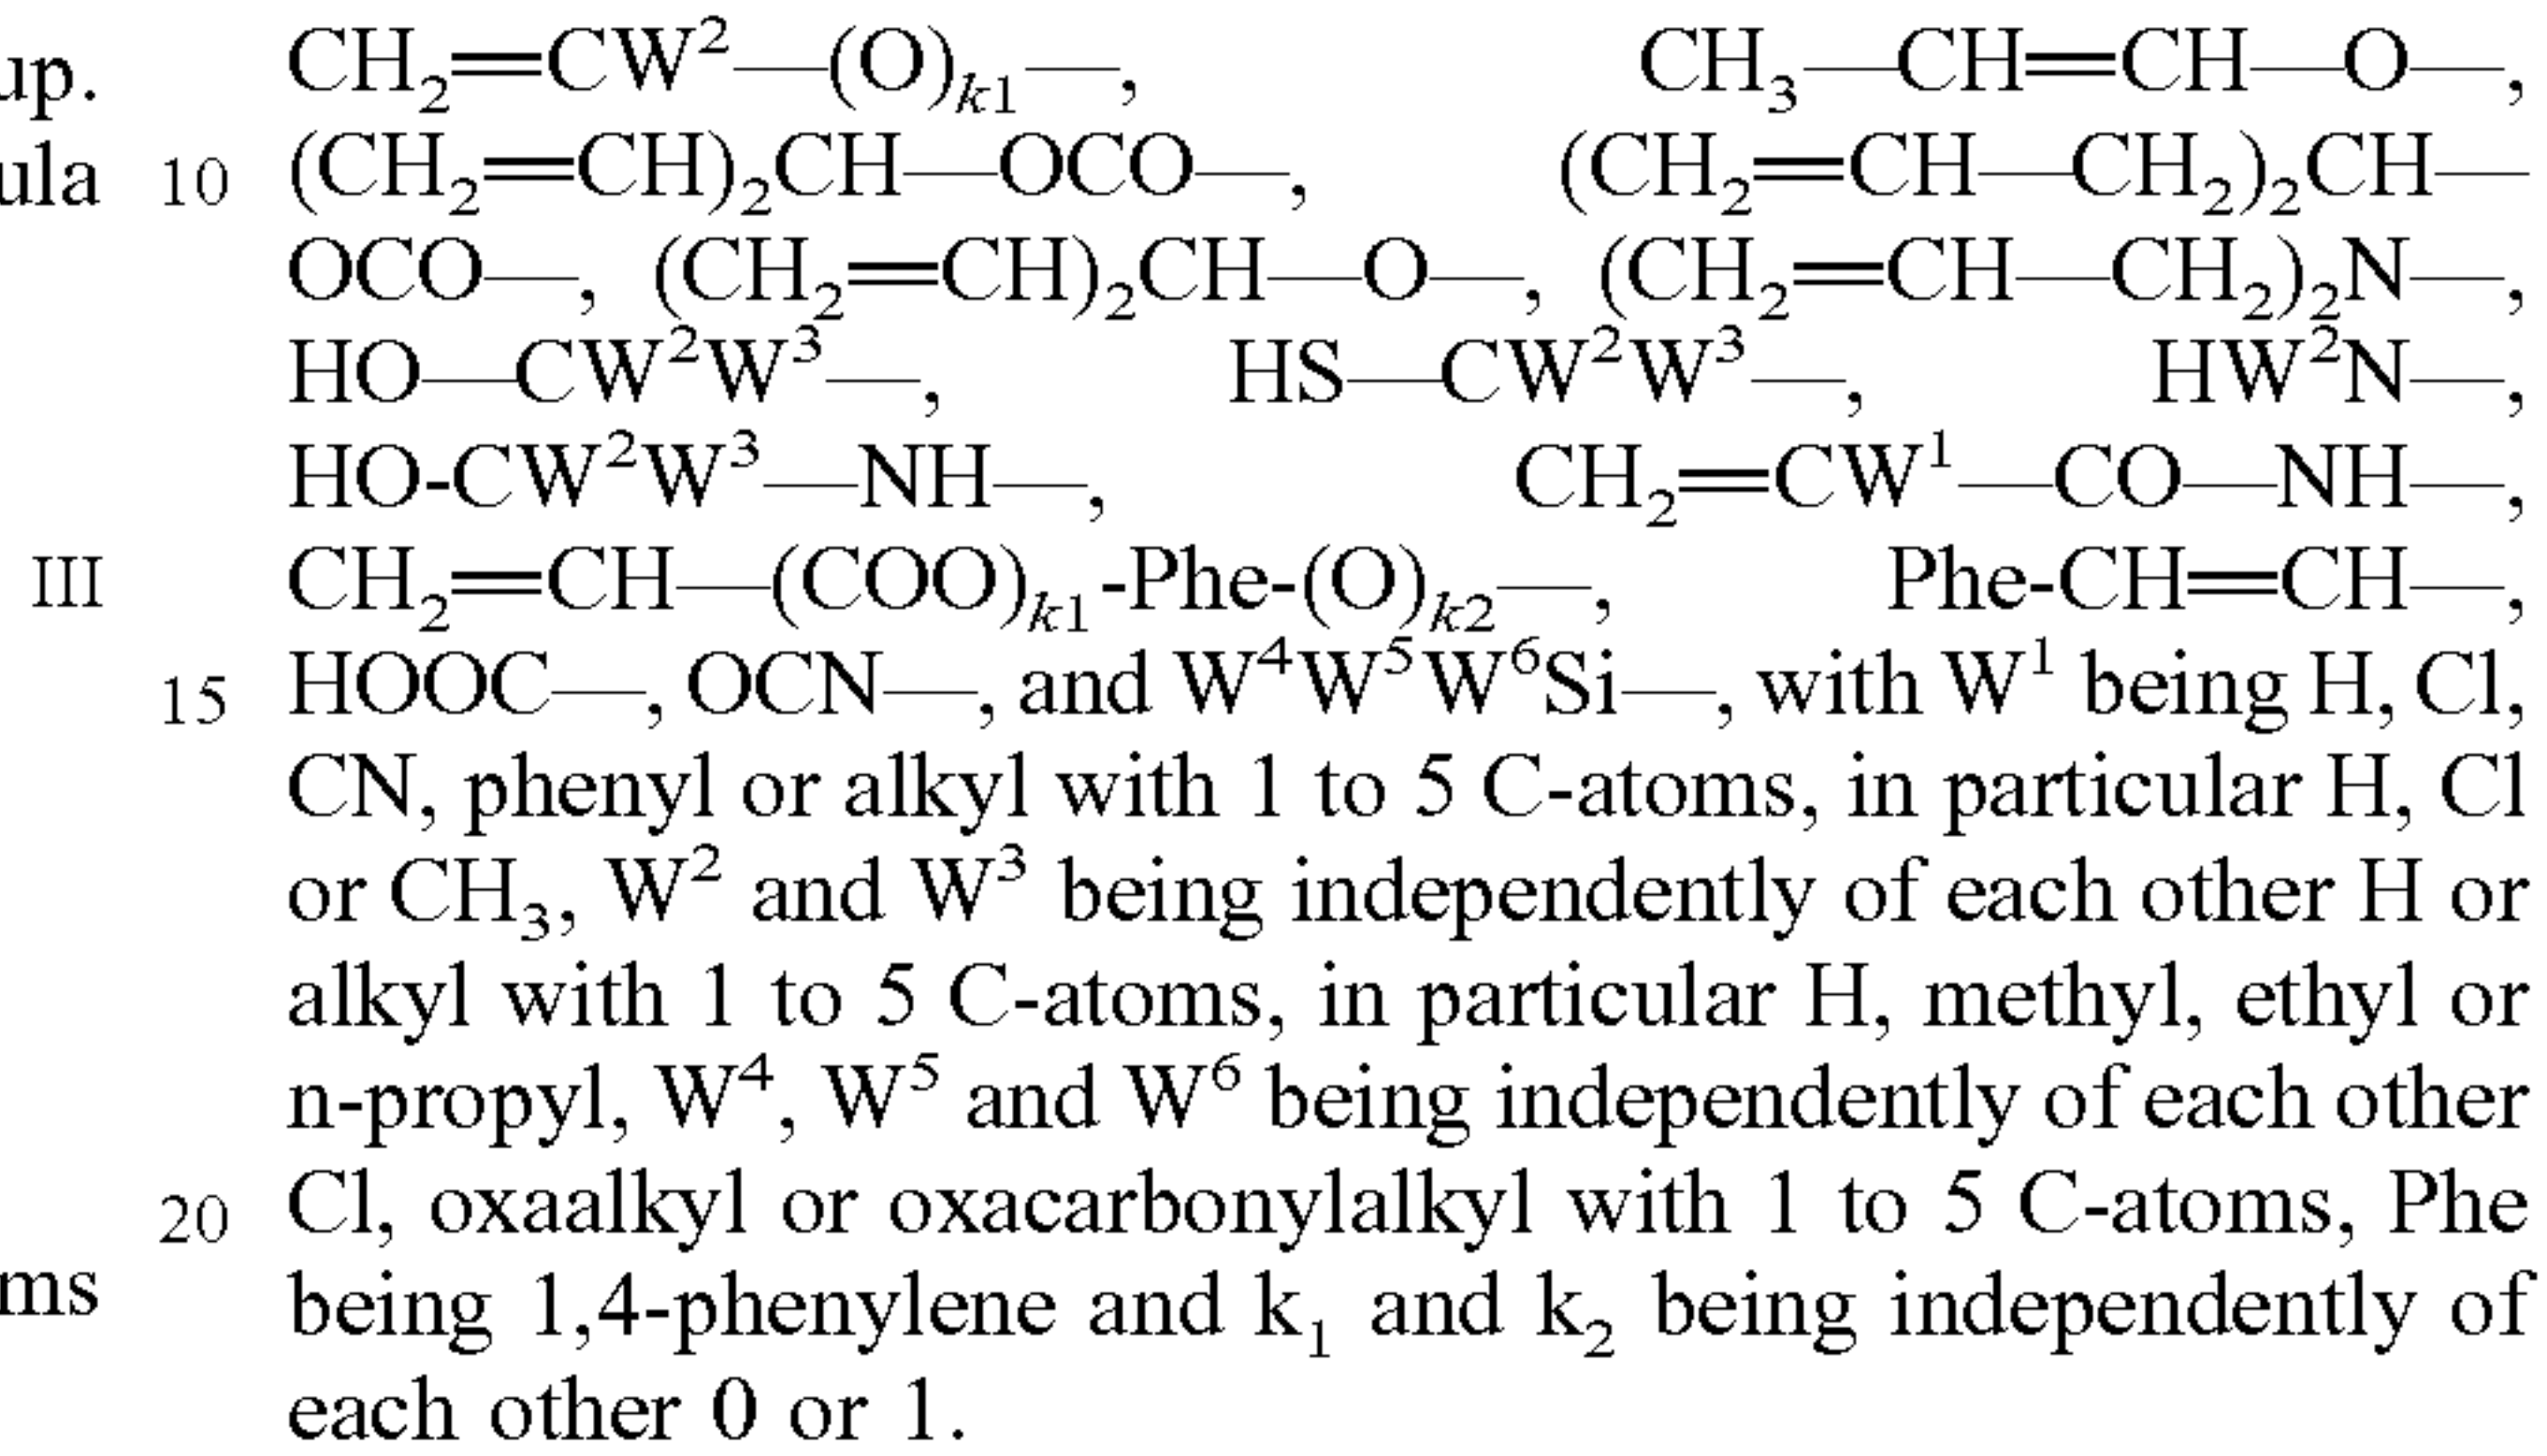 up.
ula
III
ms
CH₂=CW²—(O)ₖ₁—, CH₃—CH=CH—O—,
10 (CH₂=CH)₂CH—OCO—, (CH₂=CH—CH₂)₂CH—
OCO—, (CH₂=CH)₂CH—O—, (CH₂=CH—CH₂)₂N—,
HO—CW²W³—, HS—CW²W³—, HW²N—,
HO-CW²W³—NH—, CH₂=CW¹—CO—NH—,
CH₂=CH—(COO)ₖ₁-Phe-(O)ₖ₂—, Phe-CH=CH—,
15 HOOC—, OCN—, and W⁴W⁵W⁶Si—, with W¹ being H, Cl,
CN, phenyl or alkyl with 1 to 5 C-atoms, in particular H, Cl
or CH₃, W² and W³ being independently of each other H or
alkyl with 1 to 5 C-atoms, in particular H, methyl, ethyl or
n-propyl, W⁴, W⁵ and W⁶ being independently of each other
20 Cl, oxaalkyl or oxacarbonylalkyl with 1 to 5 C-atoms, Phe
being 1,4-phenylene and k₁ and k₂ being independently of
each other 0 or 1.